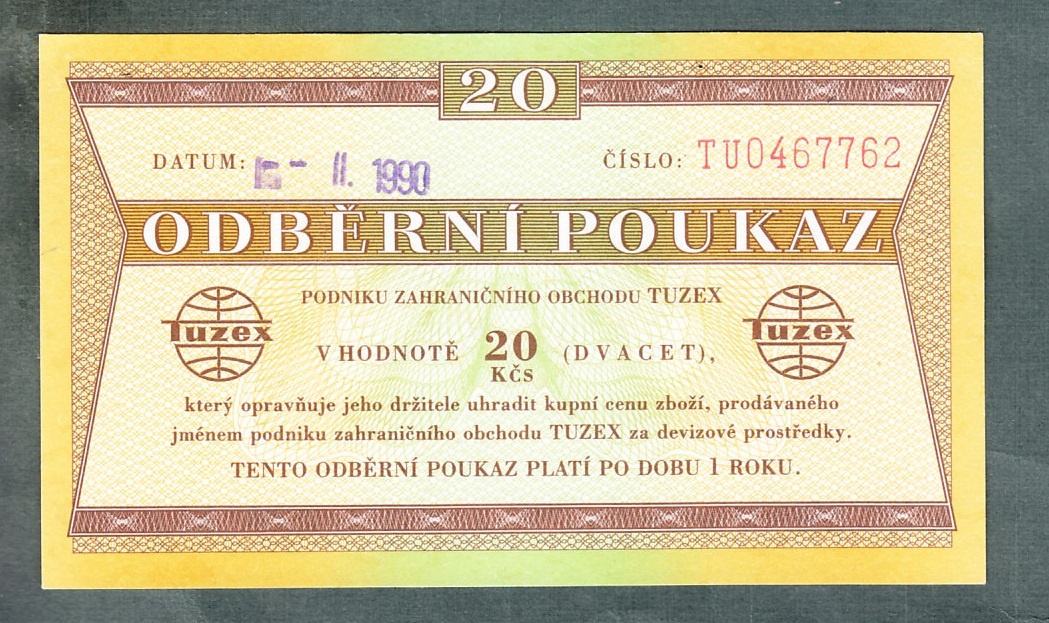 20
DATUM: - II. 1990 ČÍSLO: TU0467762
ODBĚRNÍ POUKAZ
PODNIKU ZAHRANIČNÍHO OBCHODU TUZEX
Tuzex
V HODNOTĚ 20 (DVACET),
KČS
Tuzex
který opravňuje jeho držitele uhradit kupní cenu zboží, prodávaného
jménem podniku zahraničního obchodu TUZEX za devizové prostředky.
TENTO ODBĚRNÍ POUKAZ PLATÍ PO DOBU 1 ROKU.